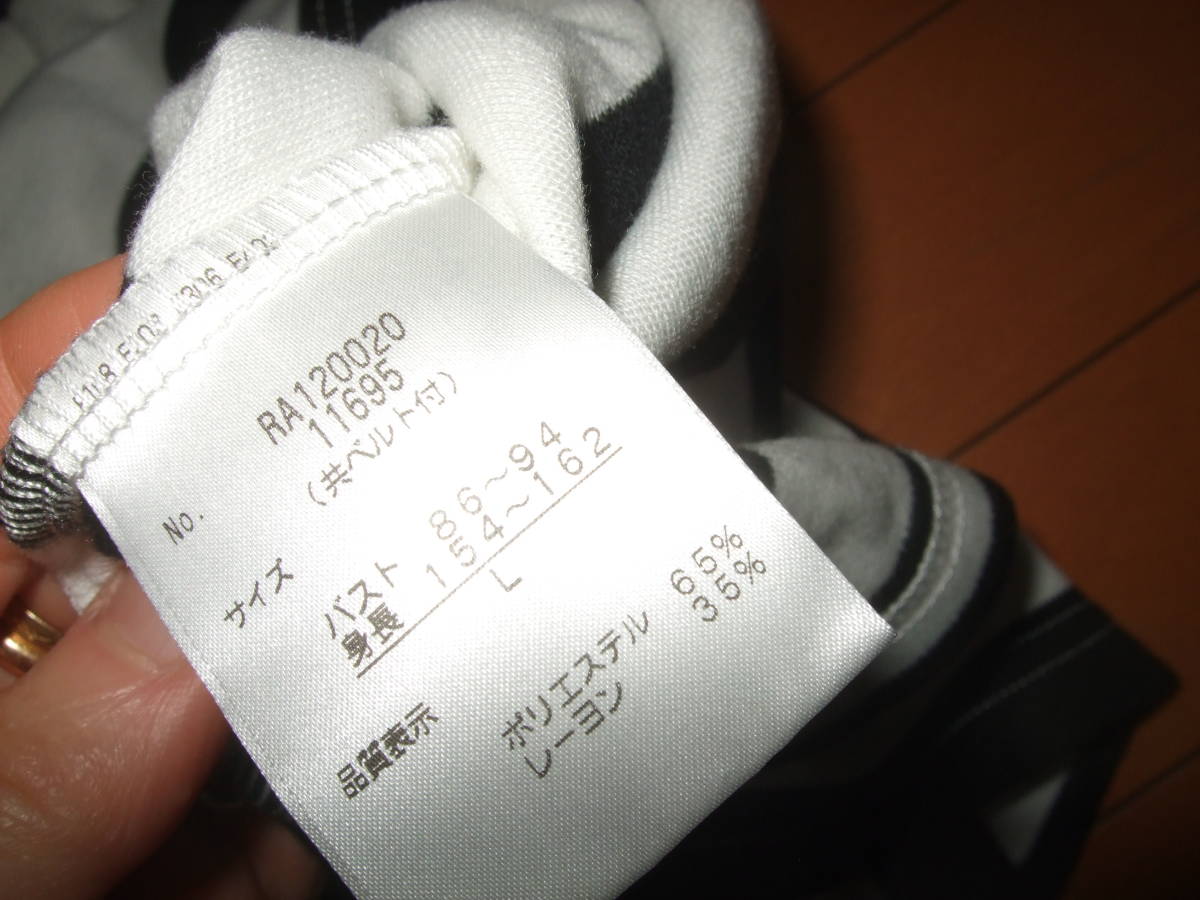 No. RA120020
11695
(共ベルト付)
サイズ
バスト 86〜94
身長 154〜162
L
品質表示
ポリエステル 65%
レーヨン 35%